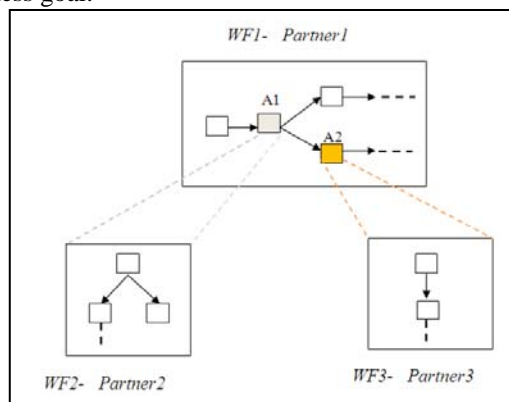 ess goal.
WF1- Partner1
A1
A2
WF2- Partner2
WF3- Partner3